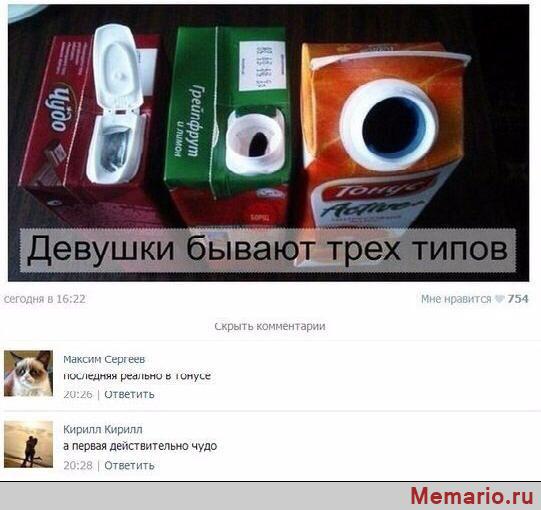 Чудо
Грейпфрут
и лимон
Тонус
Active
Девушки бывают трех типов
сегодня в 16:22
Мне нравится 754
Скрыть комментарии
Максим Сергеев
последняя реально в тонусе
20:26 | Ответить
Кирилл Кирилл
а первая действительно чудо
20:28 | Ответить
Memario.ru